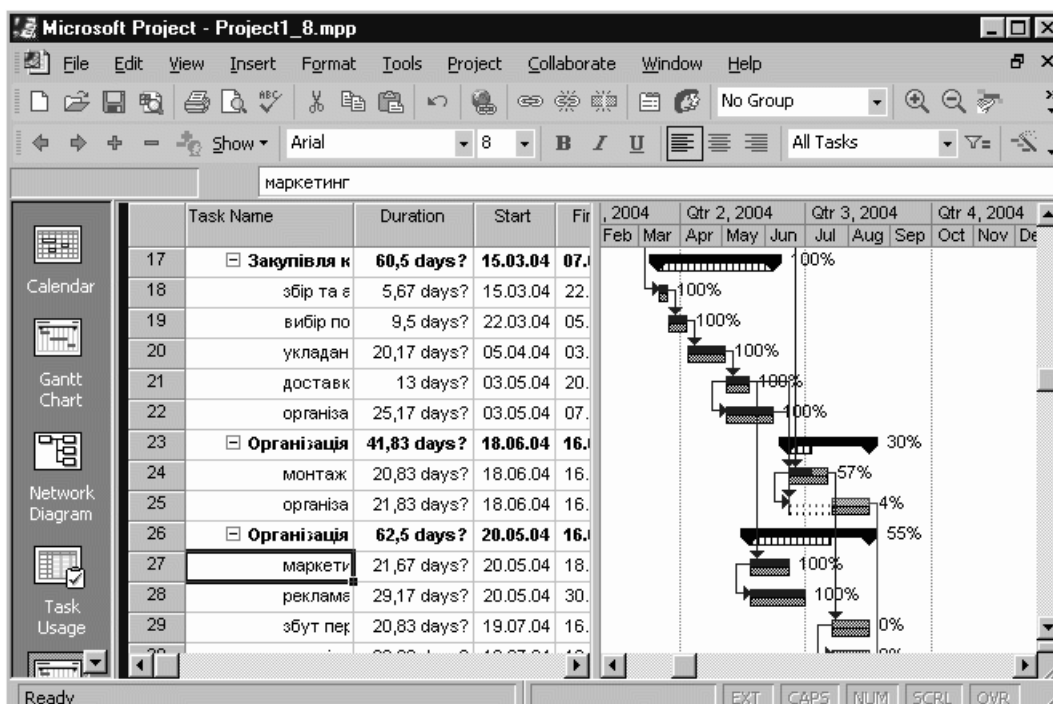 Microsoft Project - Project1_8.mpp
File Edit View Insert Format Tools Project Collaborate Window Help
ABC No Group
Show Arial 8 B I U All Tasks
маркетинг
Task Name Duration Start Fir , 2004 Qtr 2, 2004 Qtr 3, 2004 Qtr 4, 2004
Feb Mar Apr May Jun Jul Aug Sep Oct Nov De
17 Закупівля к 60,5 days? 15.03.04 07. 100%
18 збір та 5,67 days? 15.03.04 22. 100%
19 вибір по 9,5 days? 22.03.04 05. 100%
20 укладан 20,17 days? 05.04.04 03. 100%
21 доставк 13 days? 03.05.04 20. 100%
22 організа 25,17 days? 03.05.04 07. 100%
23 Організація 41,83 days? 18.06.04 16. 30%
24 монтаж 20,83 days? 18.06.04 16. 57%
25 організа 21,83 days? 18.06.04 16. 4%
26 Організація 62,5 days? 20.05.04 16. 55%
27 маркети 21,67 days? 20.05.04 18. 100%
28 реклама 29,17 days? 20.05.04 30. 100%
29 збут пер 20,83 days? 19.07.04 16. 0%
Calendar
Gantt
Chart
Network
Diagram
Task
Usage
Ready EXT CAPS NUM SCRL OVR